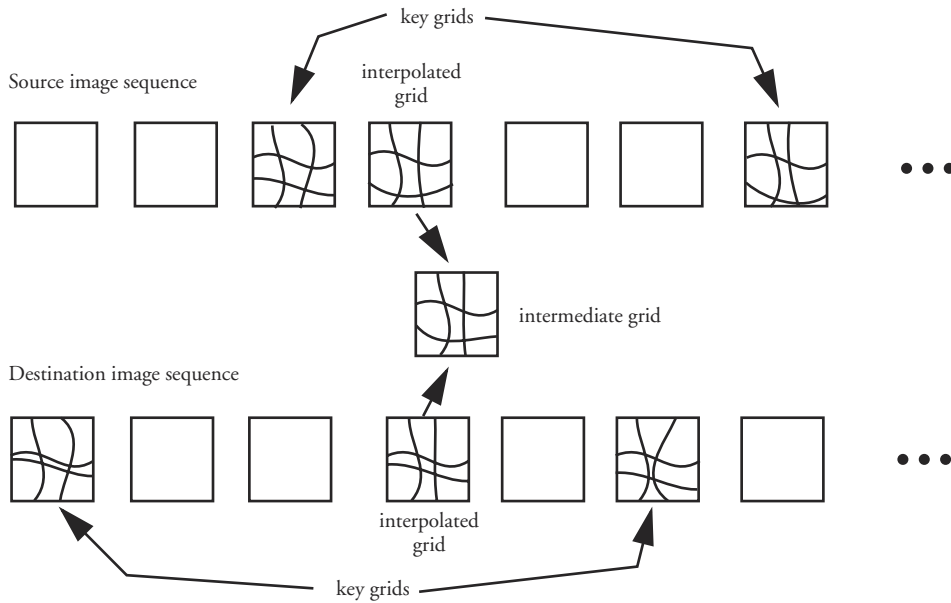 key grids
Source image sequence
interpolated
grid
intermediate grid
Destination image sequence
interpolated
grid
key grids